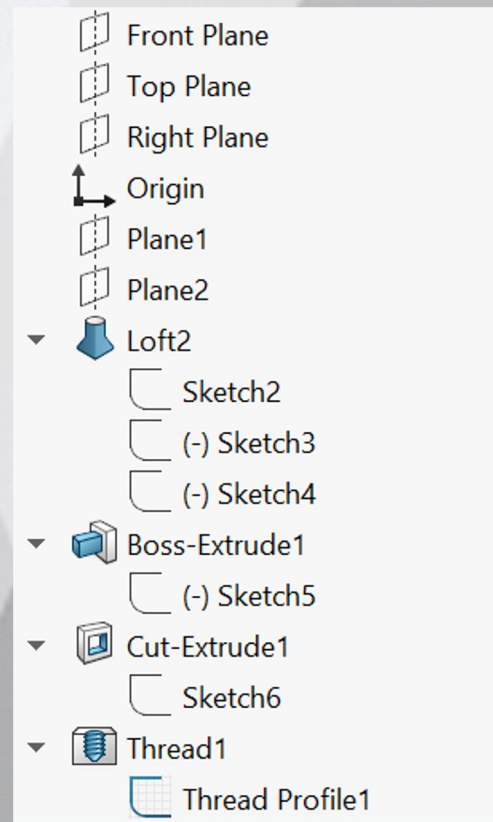 Front Plane
Top Plane
Right Plane
Origin
Plane1
Plane2
Loft2
Sketch2
(-) Sketch3
(-) Sketch4
Boss-Extrude1
(-) Sketch5
Cut-Extrude1
Sketch6
Thread1
Thread Profile1